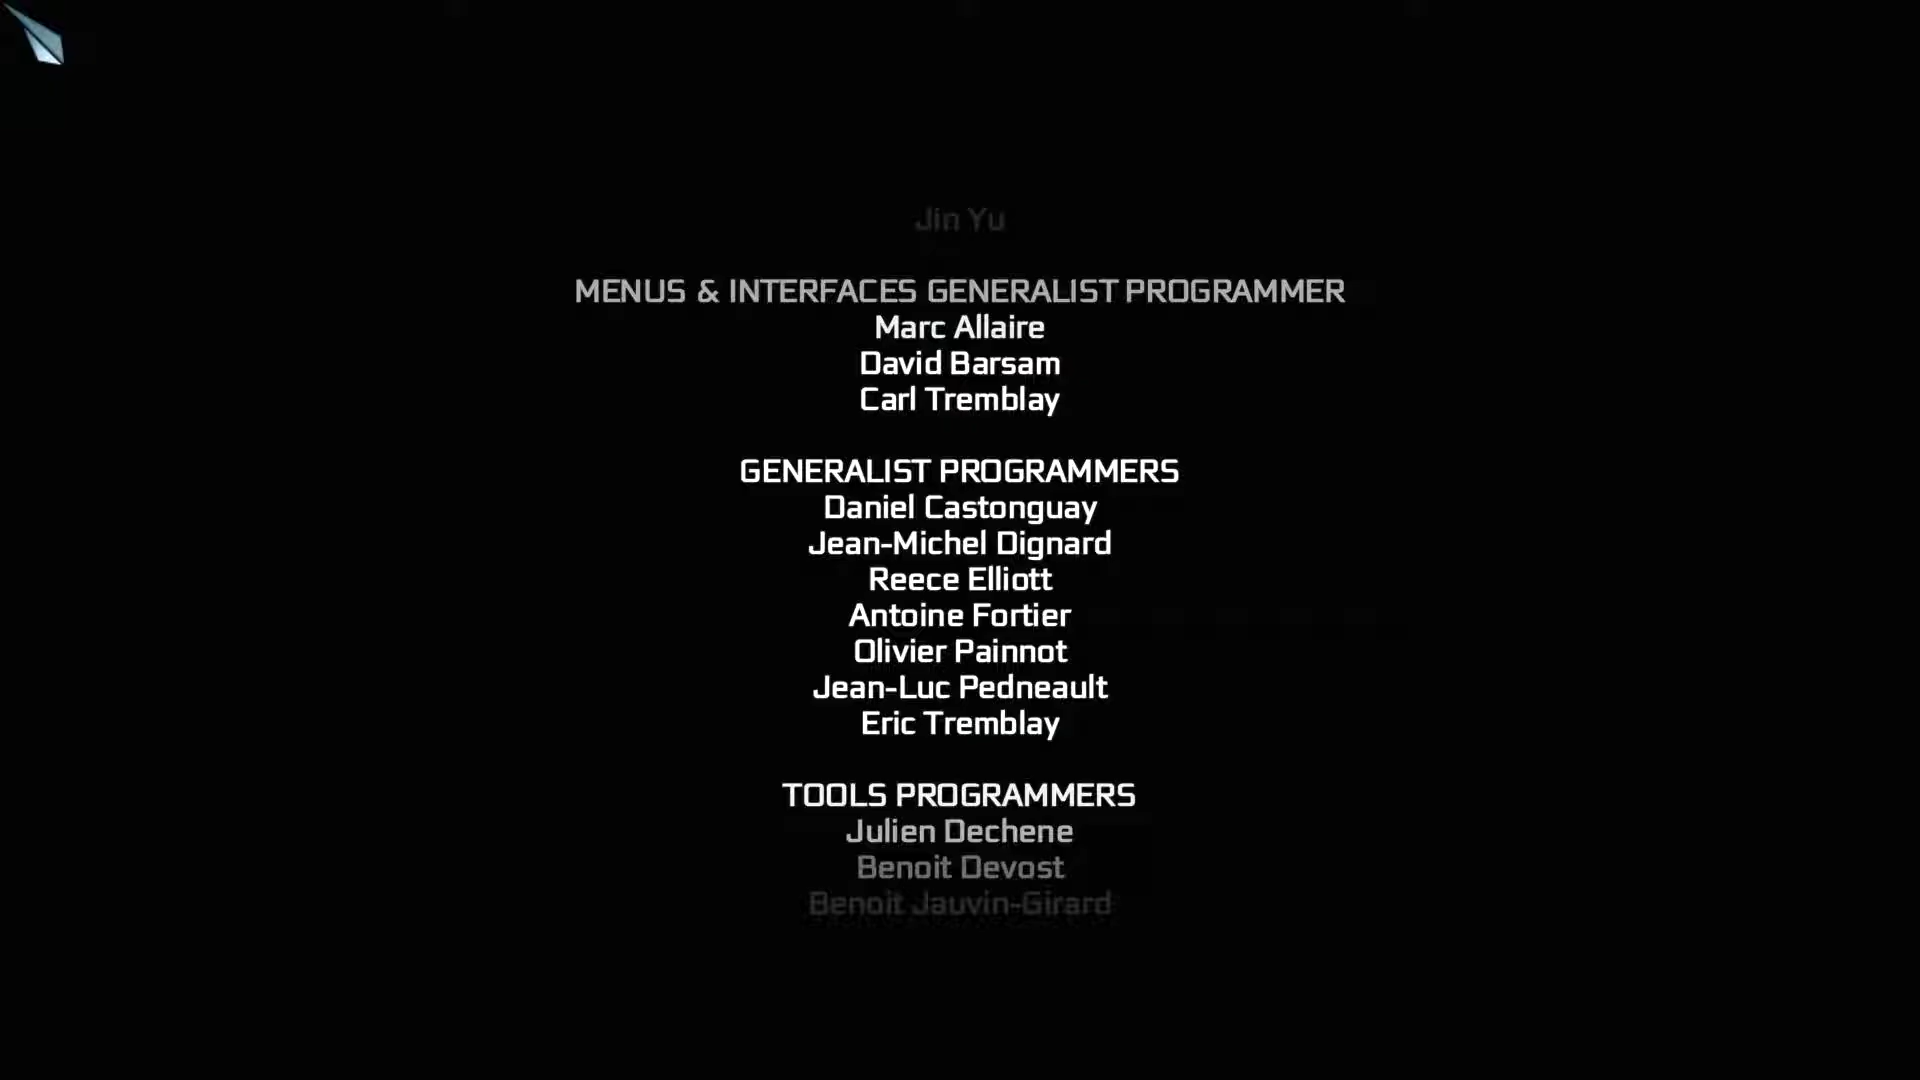 Jin Yu
MENUS & INTERFACES GENERALIST PROGRAMMER
Marc Allaire
David Barsam
Carl Tremblay
GENERALIST PROGRAMMERS
Daniel Castonguay
Jean-Michel Dignard
Reece Elliott
Antoine Fortier
Olivier Painnot
Jean-Luc Pedneault
Eric Tremblay
TOOLS PROGRAMMERS
Julien Dechene
Benoit Devost
Benoit Jauvin-Girard